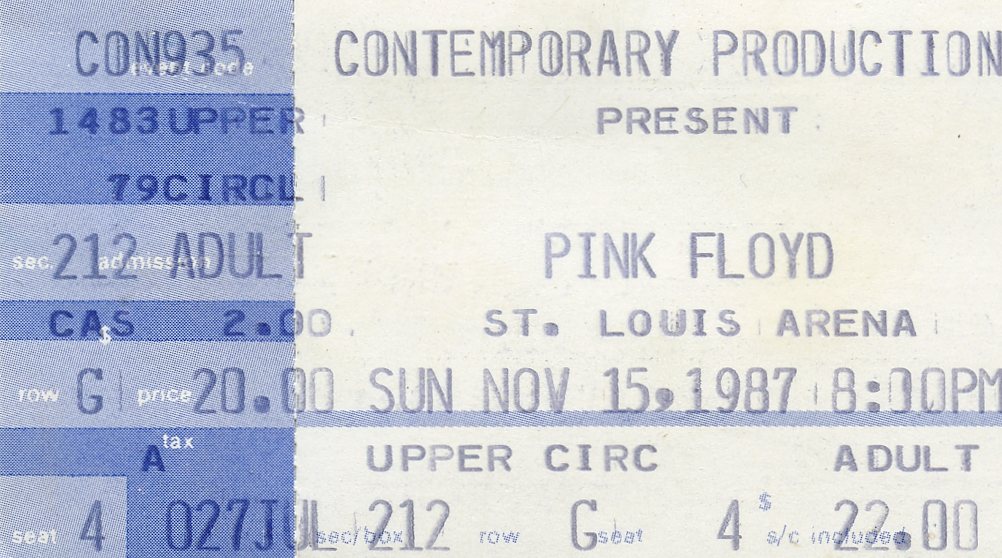 CON935 CONTEMPORARY PRODUCTION
event code
1483UPPER PRESENT
79CIRCL
sec. 212 admission ADULT PINK FLOYD
CAS $ 2.00 ST. LOUIS ARENA
row G price 20.00 SUN NOV 15,1987 8:00PM
tax
A UPPER CIRC ADULT
seat 4 027JUL sec/box 212 row G seat 4 $ s/c included 22.00